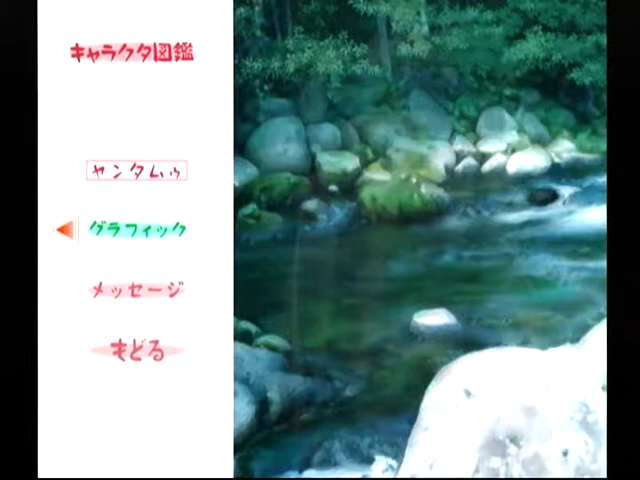 キャラクタ図鑑
ヤンタムゥ
グラフィック
メッセージ
もどる